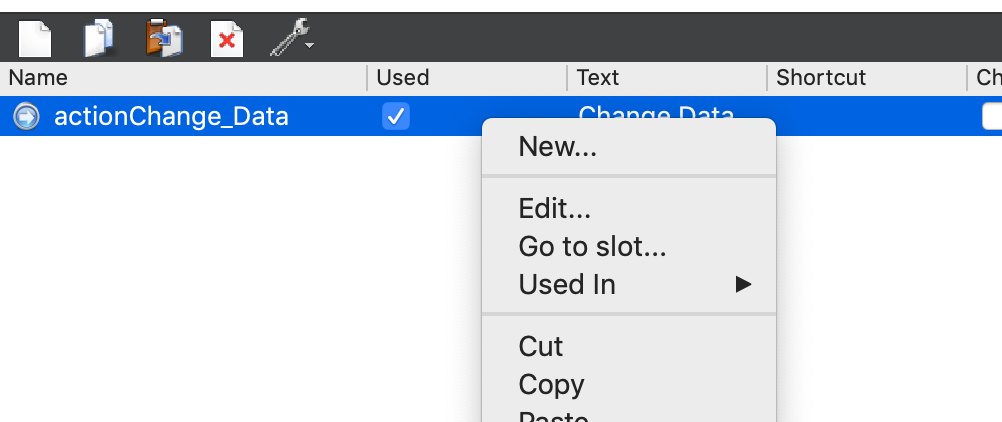 Name Used Text Shortcut Ch
actionChange_Data Change Data
New...
Edit...
Go to slot...
Used In
Cut
Copy
Paste